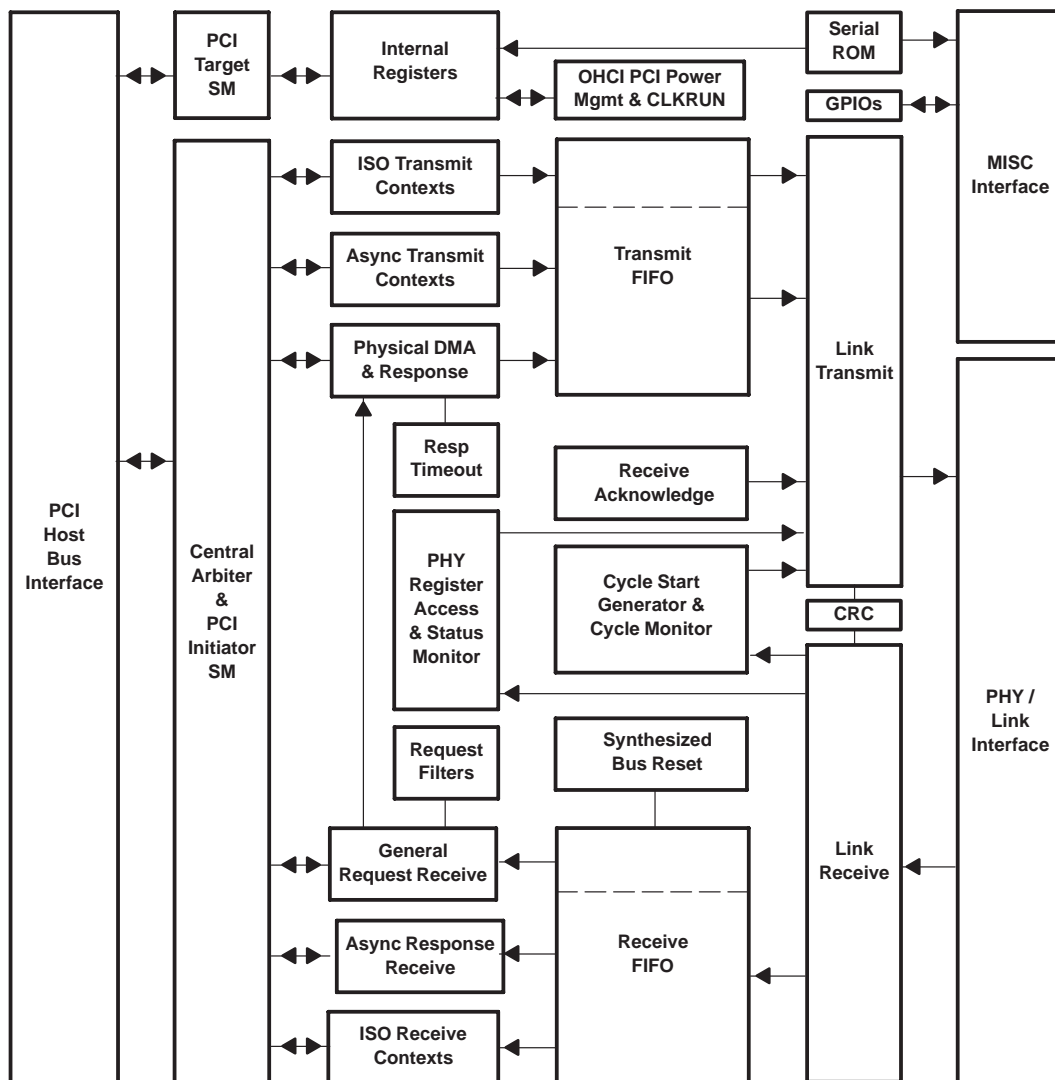 PCI
Target
SM
Internal
Registers
Serial
ROM
OHCI PCI Power
Mgmt & CLKRUN
GPIOs
MISC
Interface
ISO Transmit
Contexts
Async Transmit
Contexts
Transmit
FIFO
Physical DMA
& Response
Link
Transmit
Resp
Timeout
Receive
Acknowledge
PCI
Host
Bus
Interface
Central
Arbiter
&
PCI
Initiator
SM
PHY
Register
Access
& Status
Monitor
Cycle Start
Generator &
Cycle Monitor
CRC
PHY /
Link
Interface
Request
Filters
Synthesized
Bus Reset
General
Request Receive
Link
Receive
Async Response
Receive
Receive
FIFO
ISO Receive
Contexts